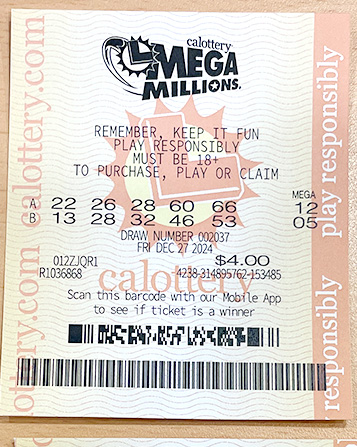 calottery
MEGA
MILLIONS.
REMEMBER, KEEP IT FUN
PLAY RESPONSIBLY
MUST BE 18+
TO PURCHASE, PLAY OR CLAIM
MEGA
A 22 26 28 60 66 12
B 13 28 32 46 53 05
DRAW NUMBER 002037
FRI DEC 27 2024
012ZJQR1 $4.00
R1036868 4238-314895762-153485
calottery
Scan this barcode with our Mobile App
to see if ticket is a winner
calottery.com calottery.com
responsibly play responsibly